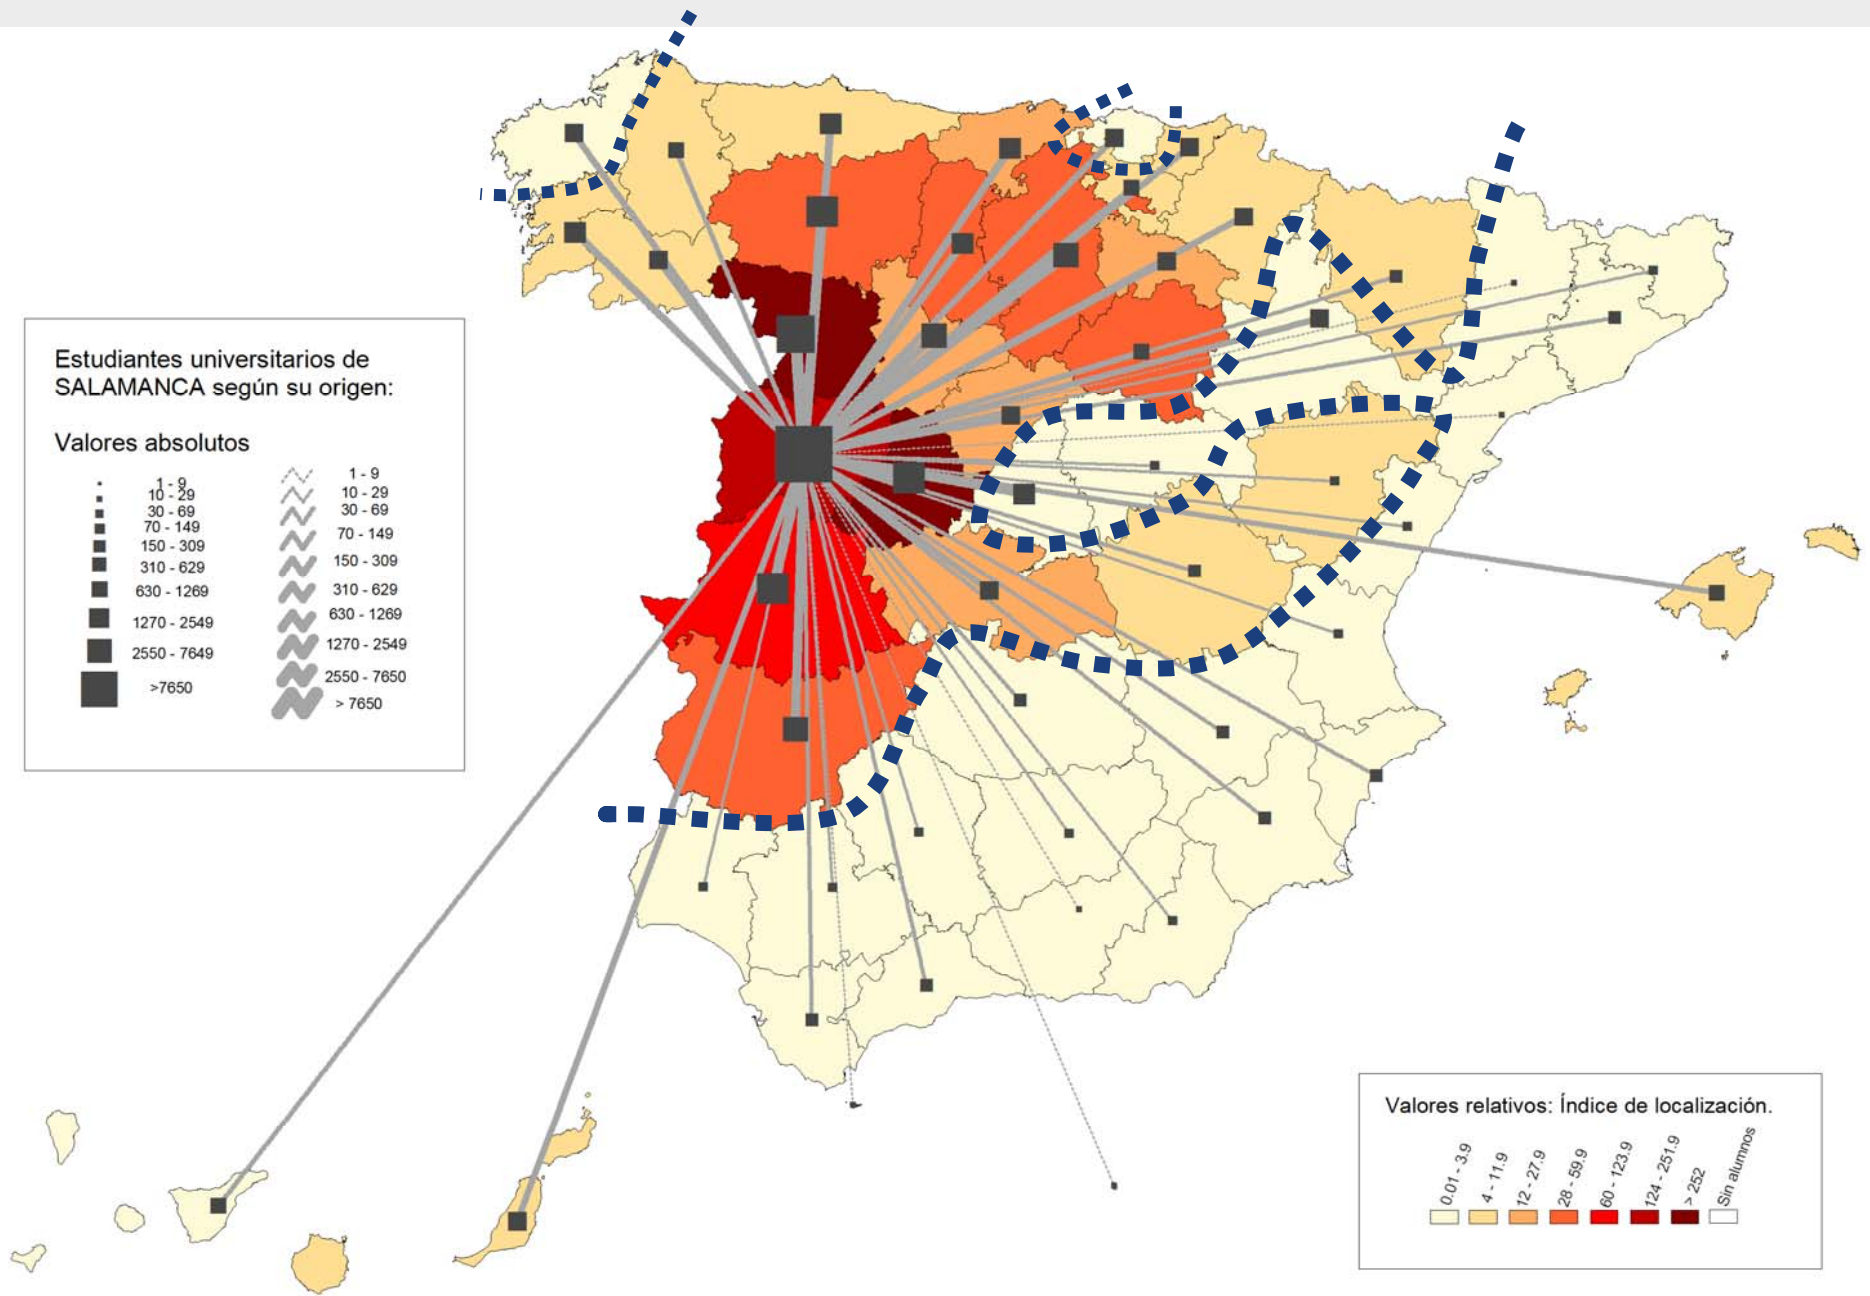 Estudiantes universitarios de
SALAMANCA según su origen:
Valores absolutos
1 - 9
10 - 29
30 - 69
70 - 149
150 - 309
310 - 629
630 - 1269
1270 - 2549
2550 - 7649
>7650
1 - 9
10 - 29
30 - 69
70 - 149
150 - 309
310 - 629
630 - 1269
1270 - 2549
2550 - 7650
> 7650
Valores relativos: Índice de localización.
0.01 - 3.9
4 - 11.9
12 - 27.9
28 - 59.9
60 - 123.9
124 - 251.9
> 252
Sin alumnos